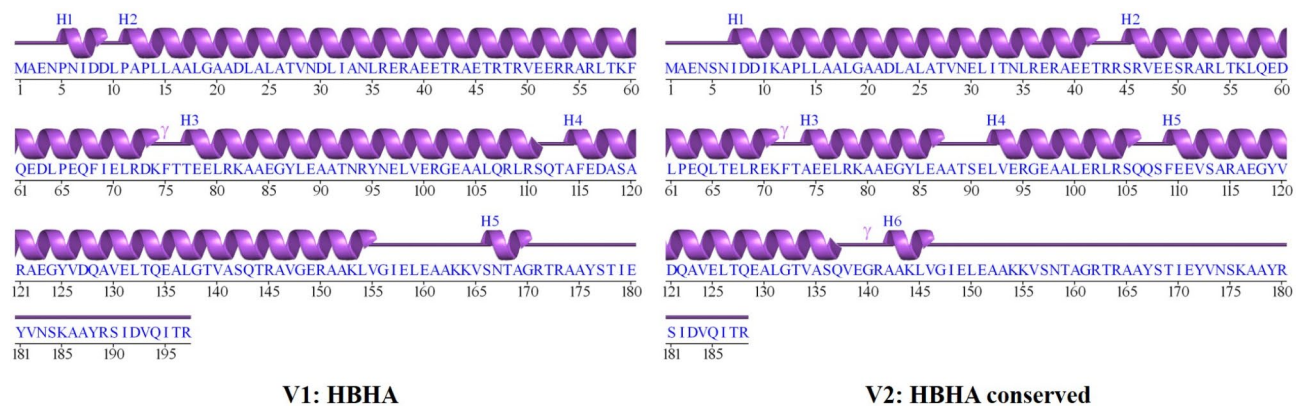 H1 H2
MAENPNIDDLPAPLLAALGAADLALATVNDLIANLRERAEETRAETRTRVEERRARLTKF
1 5 10 15 20 25 30 35 40 45 50 55 60
γ H3 H4
QEDLPEQFIELRDKFTTEELRKAAEGYLEAATNRYNELVERGEAALQRLRSQTAFEDASA
61 65 70 75 80 85 90 95 100 105 110 115 120
H5
RAEGYVDQAVELTQEALGTVASQTRAVGERAAKLVGIELEAAKKVSNTAGRTRAAYSTIE
121 125 130 135 140 145 150 155 160 165 170 175 180
YVNSKAAYRSIDVQITR
181 185 190 195
V1: HBHA
H1 H2
MAENSNIDDIKAPLLAALGAADLALATVNELITNLRERAEETRRSRVEESRARLTKLQED
1 5 10 15 20 25 30 35 40 45 50 55 60
γ H3 H4 H5
LPEQLTELREKFTAEELRKAAEGYLEAATSELVERGEAALERLRSQQSFEEVSARAEGYV
61 65 70 75 80 85 90 95 100 105 110 115 120
γ H6
DQAVELTQEALGTVASQVEGRAAKLVGIELEAAKKVSNTAGRTRAAYSTIEYVNSKAAYR
121 125 130 135 140 145 150 155 160 165 170 175 180
SIDVQITR
181 185
V2: HBHA conserved